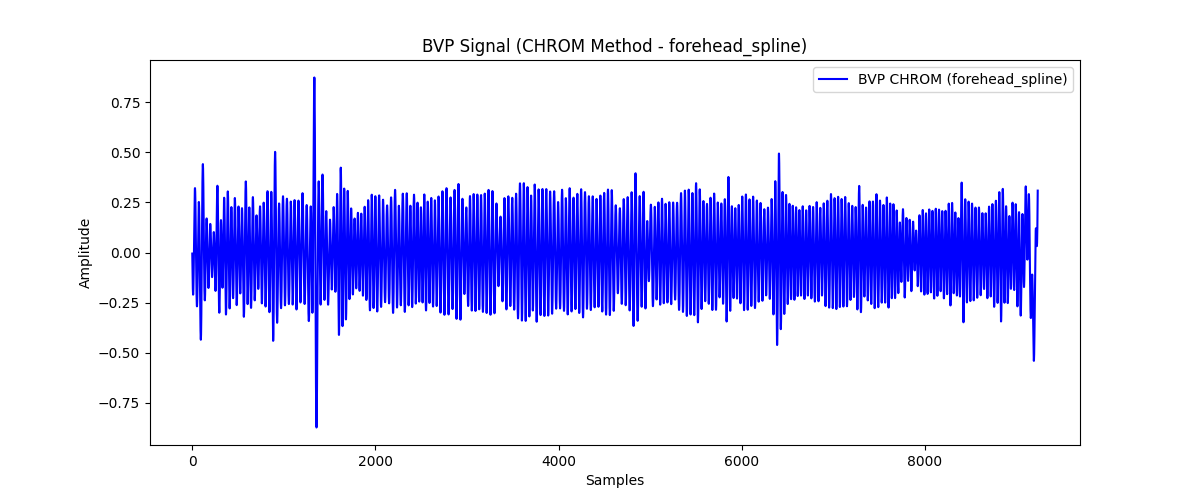 BVP Signal (CHROM Method - forehead_spline)
BVP CHROM (forehead_spline)
0.75
0.50
0.25
0.00
−0.25
−0.50
−0.75
Amplitude
0 2000 4000 6000 8000
Samples